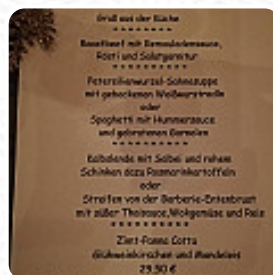 Gruß aus der Küche
*********
Roastbeef mit Remouladensauce,
Rösti und Salatgarnitur
**********
Petersilienwurzel-Sahnesuppe
mit gebackenen Weißwurstradln
oder
Spaghetti mit Hummersauce
und gebratenen Garnelen
**********
Kalbslende mit Salbei und rohem
Schinken dazu Rosmarinkartoffeln
oder
Streifen von der Barberie-Entenbrust
mit süßer Thaisauce, Wokgemüse und Reis
**********
Zimt-Panna Cotta
Glühweinkirschen und Mandeleis
29,50 €